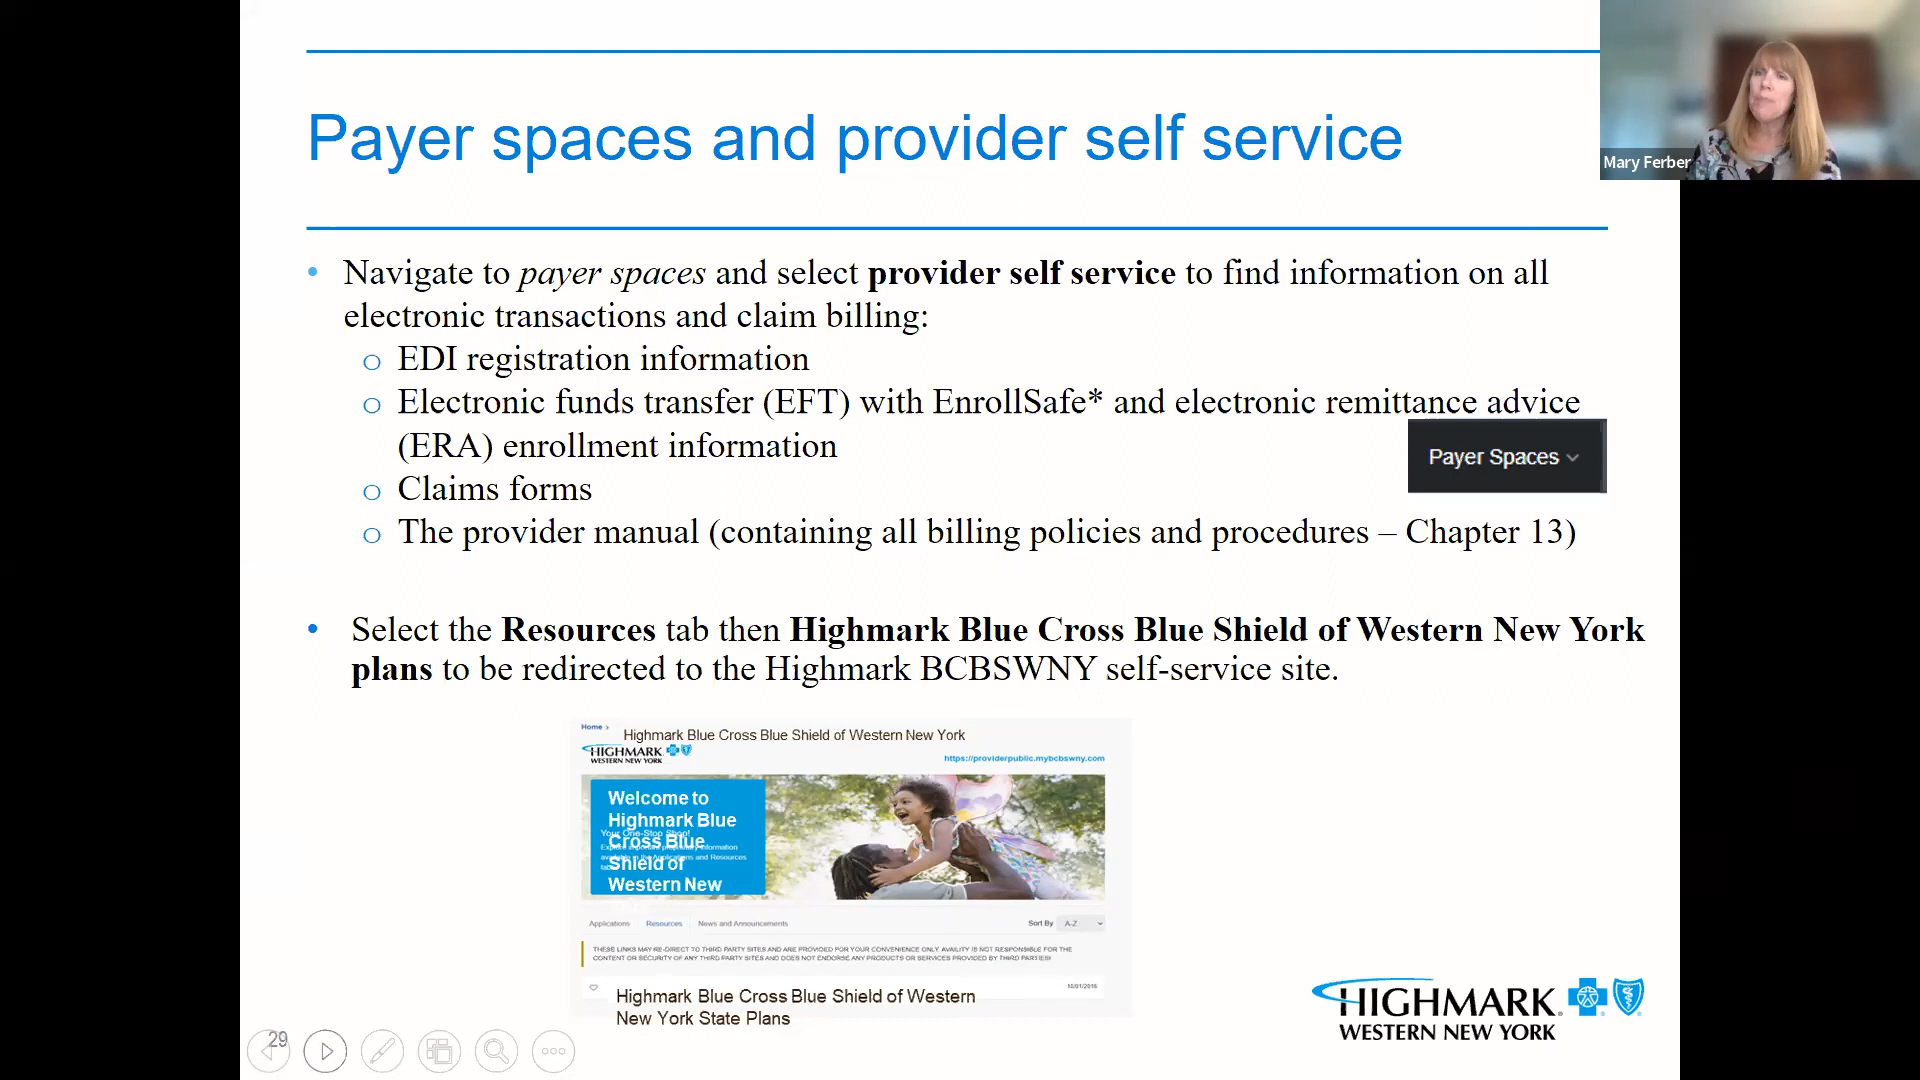 Payer spaces and provider self service
Mary Ferber
• Navigate to payer spaces and select provider self service to find information on all
electronic transactions and claim billing:
o EDI registration information
o Electronic funds transfer (EFT) with EnrollSafe* and electronic remittance advice
(ERA) enrollment information
Payer Spaces
o Claims forms
o The provider manual (containing all billing policies and procedures – Chapter 13)
• Select the Resources tab then Highmark Blue Cross Blue Shield of Western New York
plans to be redirected to the Highmark BCBSWNY self-service site.
Home >
Highmark Blue Cross Blue Shield of Western New York
HIGHMARK
WESTERN NEW YORK
https://providerpublic.mybcbswny.com
Welcome to
Highmark Blue
Your One-Stop Shop!
Cross Blue
Shield of
Western New
Applications Resources News and Announcements Sort By A-Z
THESE LINKS MAY RE-DIRECT TO THIRD PARTY SITES AND ARE PROVIDED FOR YOUR CONVENIENCE ONLY. AVAILITY IS NOT RESPONSIBLE FOR THE
CONTENT OR SECURITY OF ANY THIRD PARTY SITES AND DOES NOT ENDORSE ANY PRODUCTS OR SERVICES PROVIDED BY THIRD PARTIES!
10/01/2016
Highmark Blue Cross Blue Shield of Western
New York State Plans
HIGHMARK
WESTERN NEW YORK
29